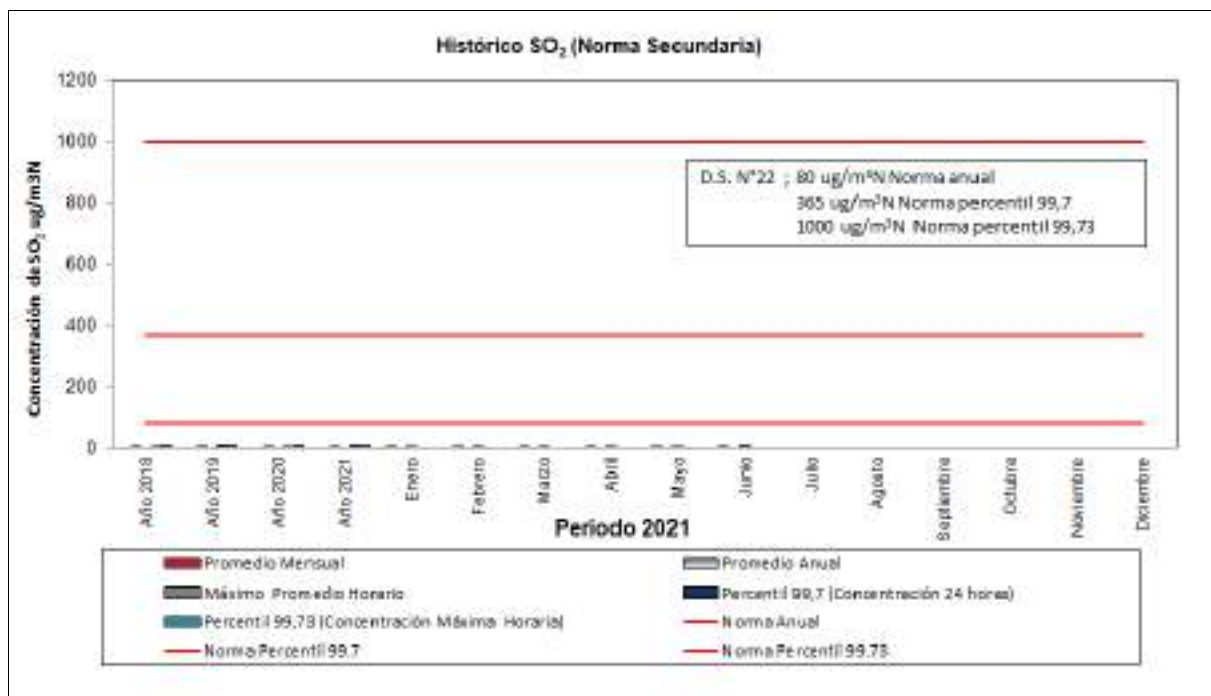 Histórico SO₂ (Norma Secundaria)
Concentración de SO₂ ug/m3N
1200
1000
800
600
400
200
0
D.S. N°22 ; 80 ug/m³N Norma anual
365 ug/m³N Norma percentil 99,7
1000 ug/m³N Norma percentil 99,73
Año 2018
Año 2019
Año 2020
Año 2021
Enero
Febrero
Marzo
Abril
Mayo
Junio
Julio
Agosto
Septiembre
Octubre
Noviembre
Diciembre
Periodo 2021
Promedio Mensual
Promedio Anual
Máximo Promedio Horario
Percentil 99,7 (Concentración 24 horas)
Percentil 99,73 (Concentración Máxima Horaria)
Norma Anual
Norma Percentil 99.7
Norma Percentil 99.73